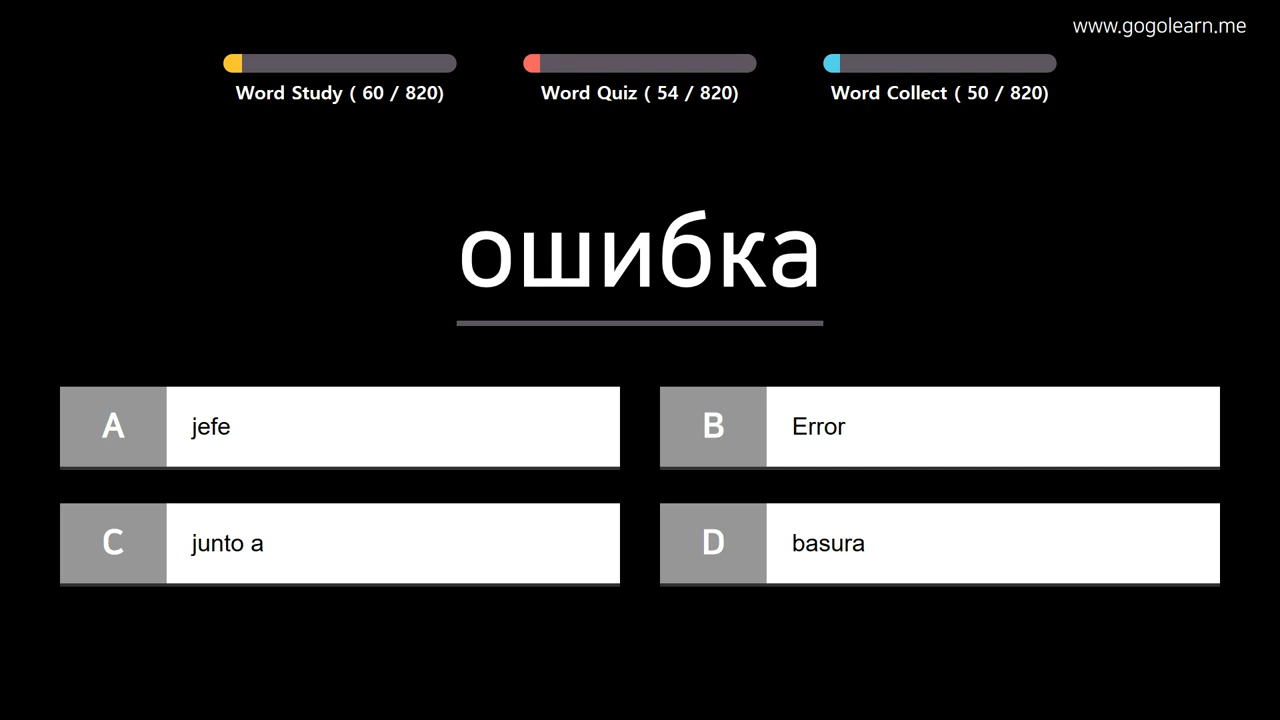 www.gogolearn.me
Word Study ( 60 / 820)
Word Quiz ( 54 / 820)
Word Collect ( 50 / 820)
ошибка
A jefe
B Error
C junto a
D basura